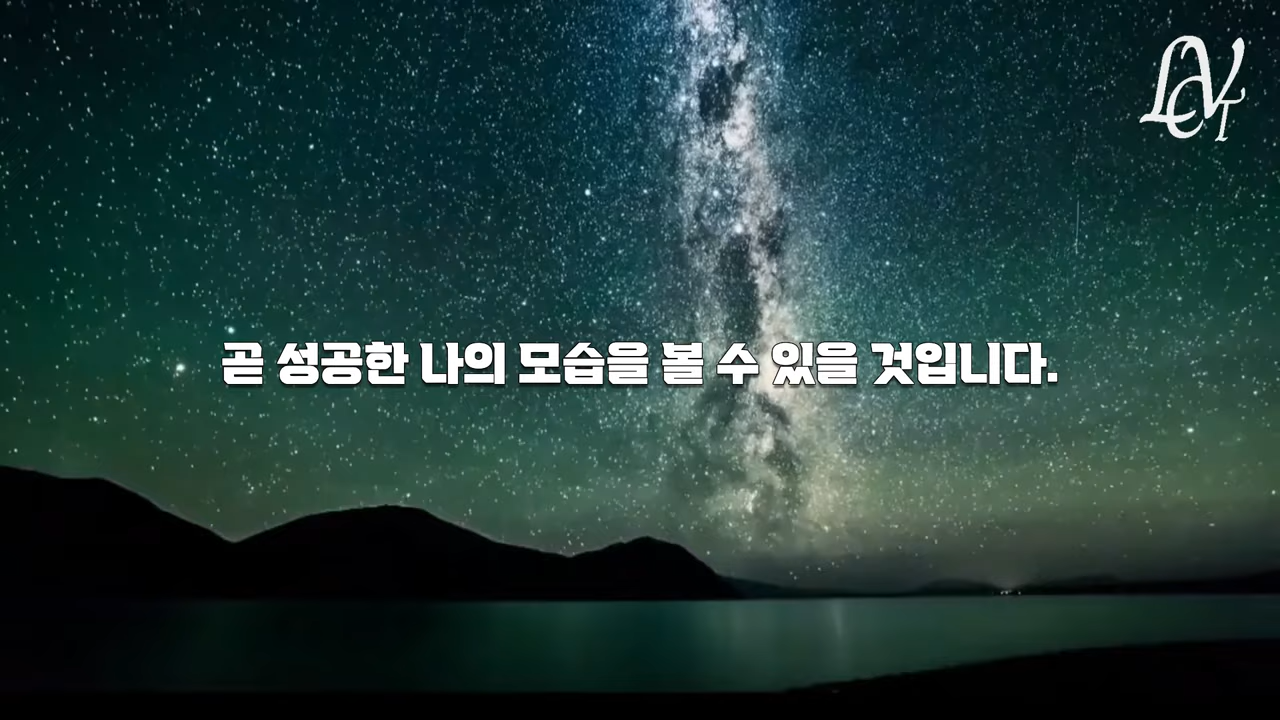 곧 성공한 나의 모습을 볼 수 있을 것입니다.